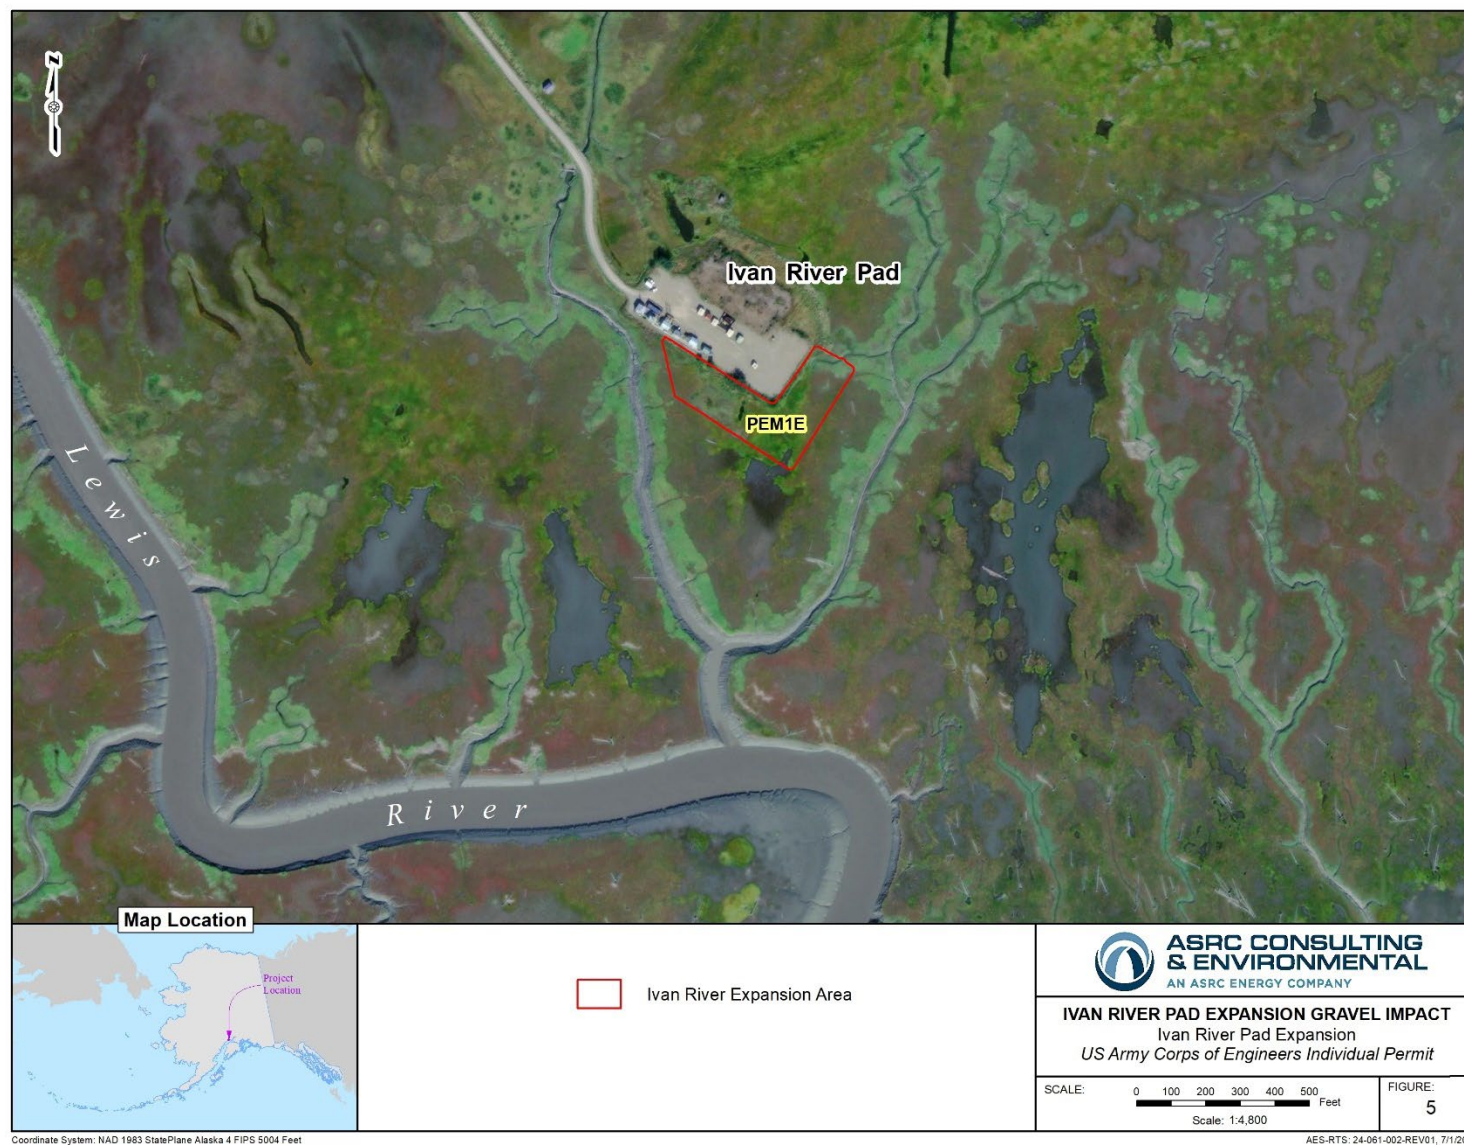 N
Ivan River Pad
PEM1E
Lewis
River
Map Location
Project
Location
Ivan River Expansion Area
ASRC CONSULTING
& ENVIRONMENTAL
AN ASRC ENERGY COMPANY
IVAN RIVER PAD EXPANSION GRAVEL IMPACT
Ivan River Pad Expansion
US Army Corps of Engineers Individual Permit
SCALE:
0 100 200 300 400 500
Feet
Scale: 1:4,800
FIGURE:
5
Coordinate System: NAD 1983 StatePlane Alaska 4 FIPS 5004 Feet
AES-RTS: 24-061-002-REV01, 7/1/20